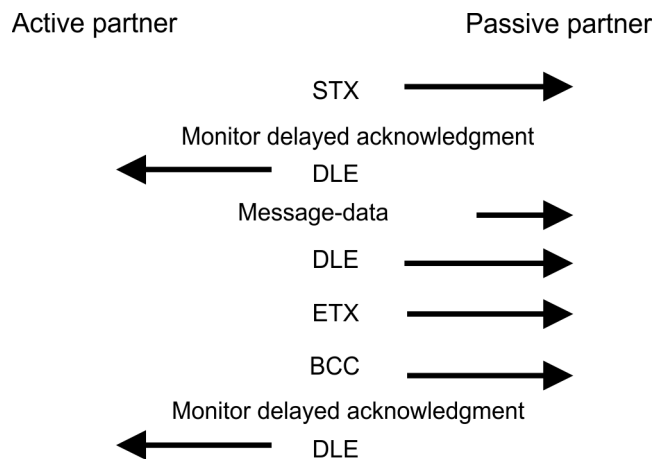 Active partner Passive partner
STX
Monitor delayed acknowledgment
DLE
Message-data
DLE
ETX
BCC
Monitor delayed acknowledgment
DLE